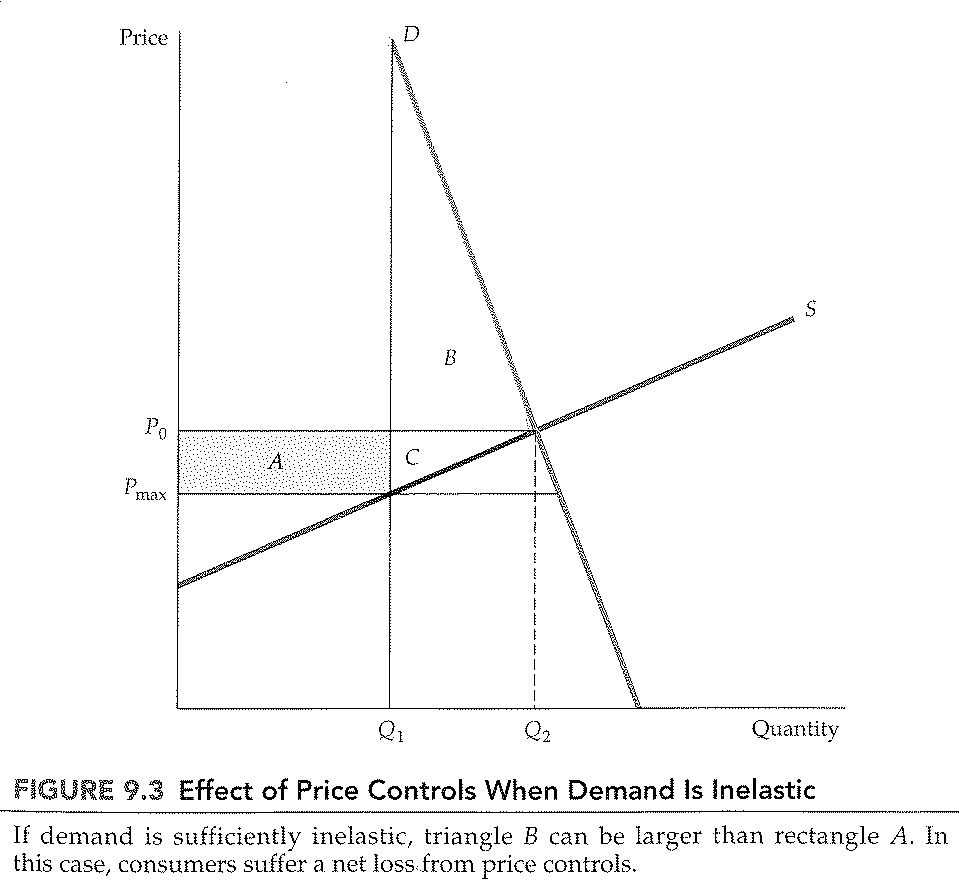 Price
D
S
B
P0
A
C
Pmax
Q1
Q2
Quantity
FIGURE 9.3 Effect of Price Controls When Demand Is Inelastic
If demand is sufficiently inelastic, triangle B can be larger than rectangle A. In
this case, consumers suffer a net loss from price controls.